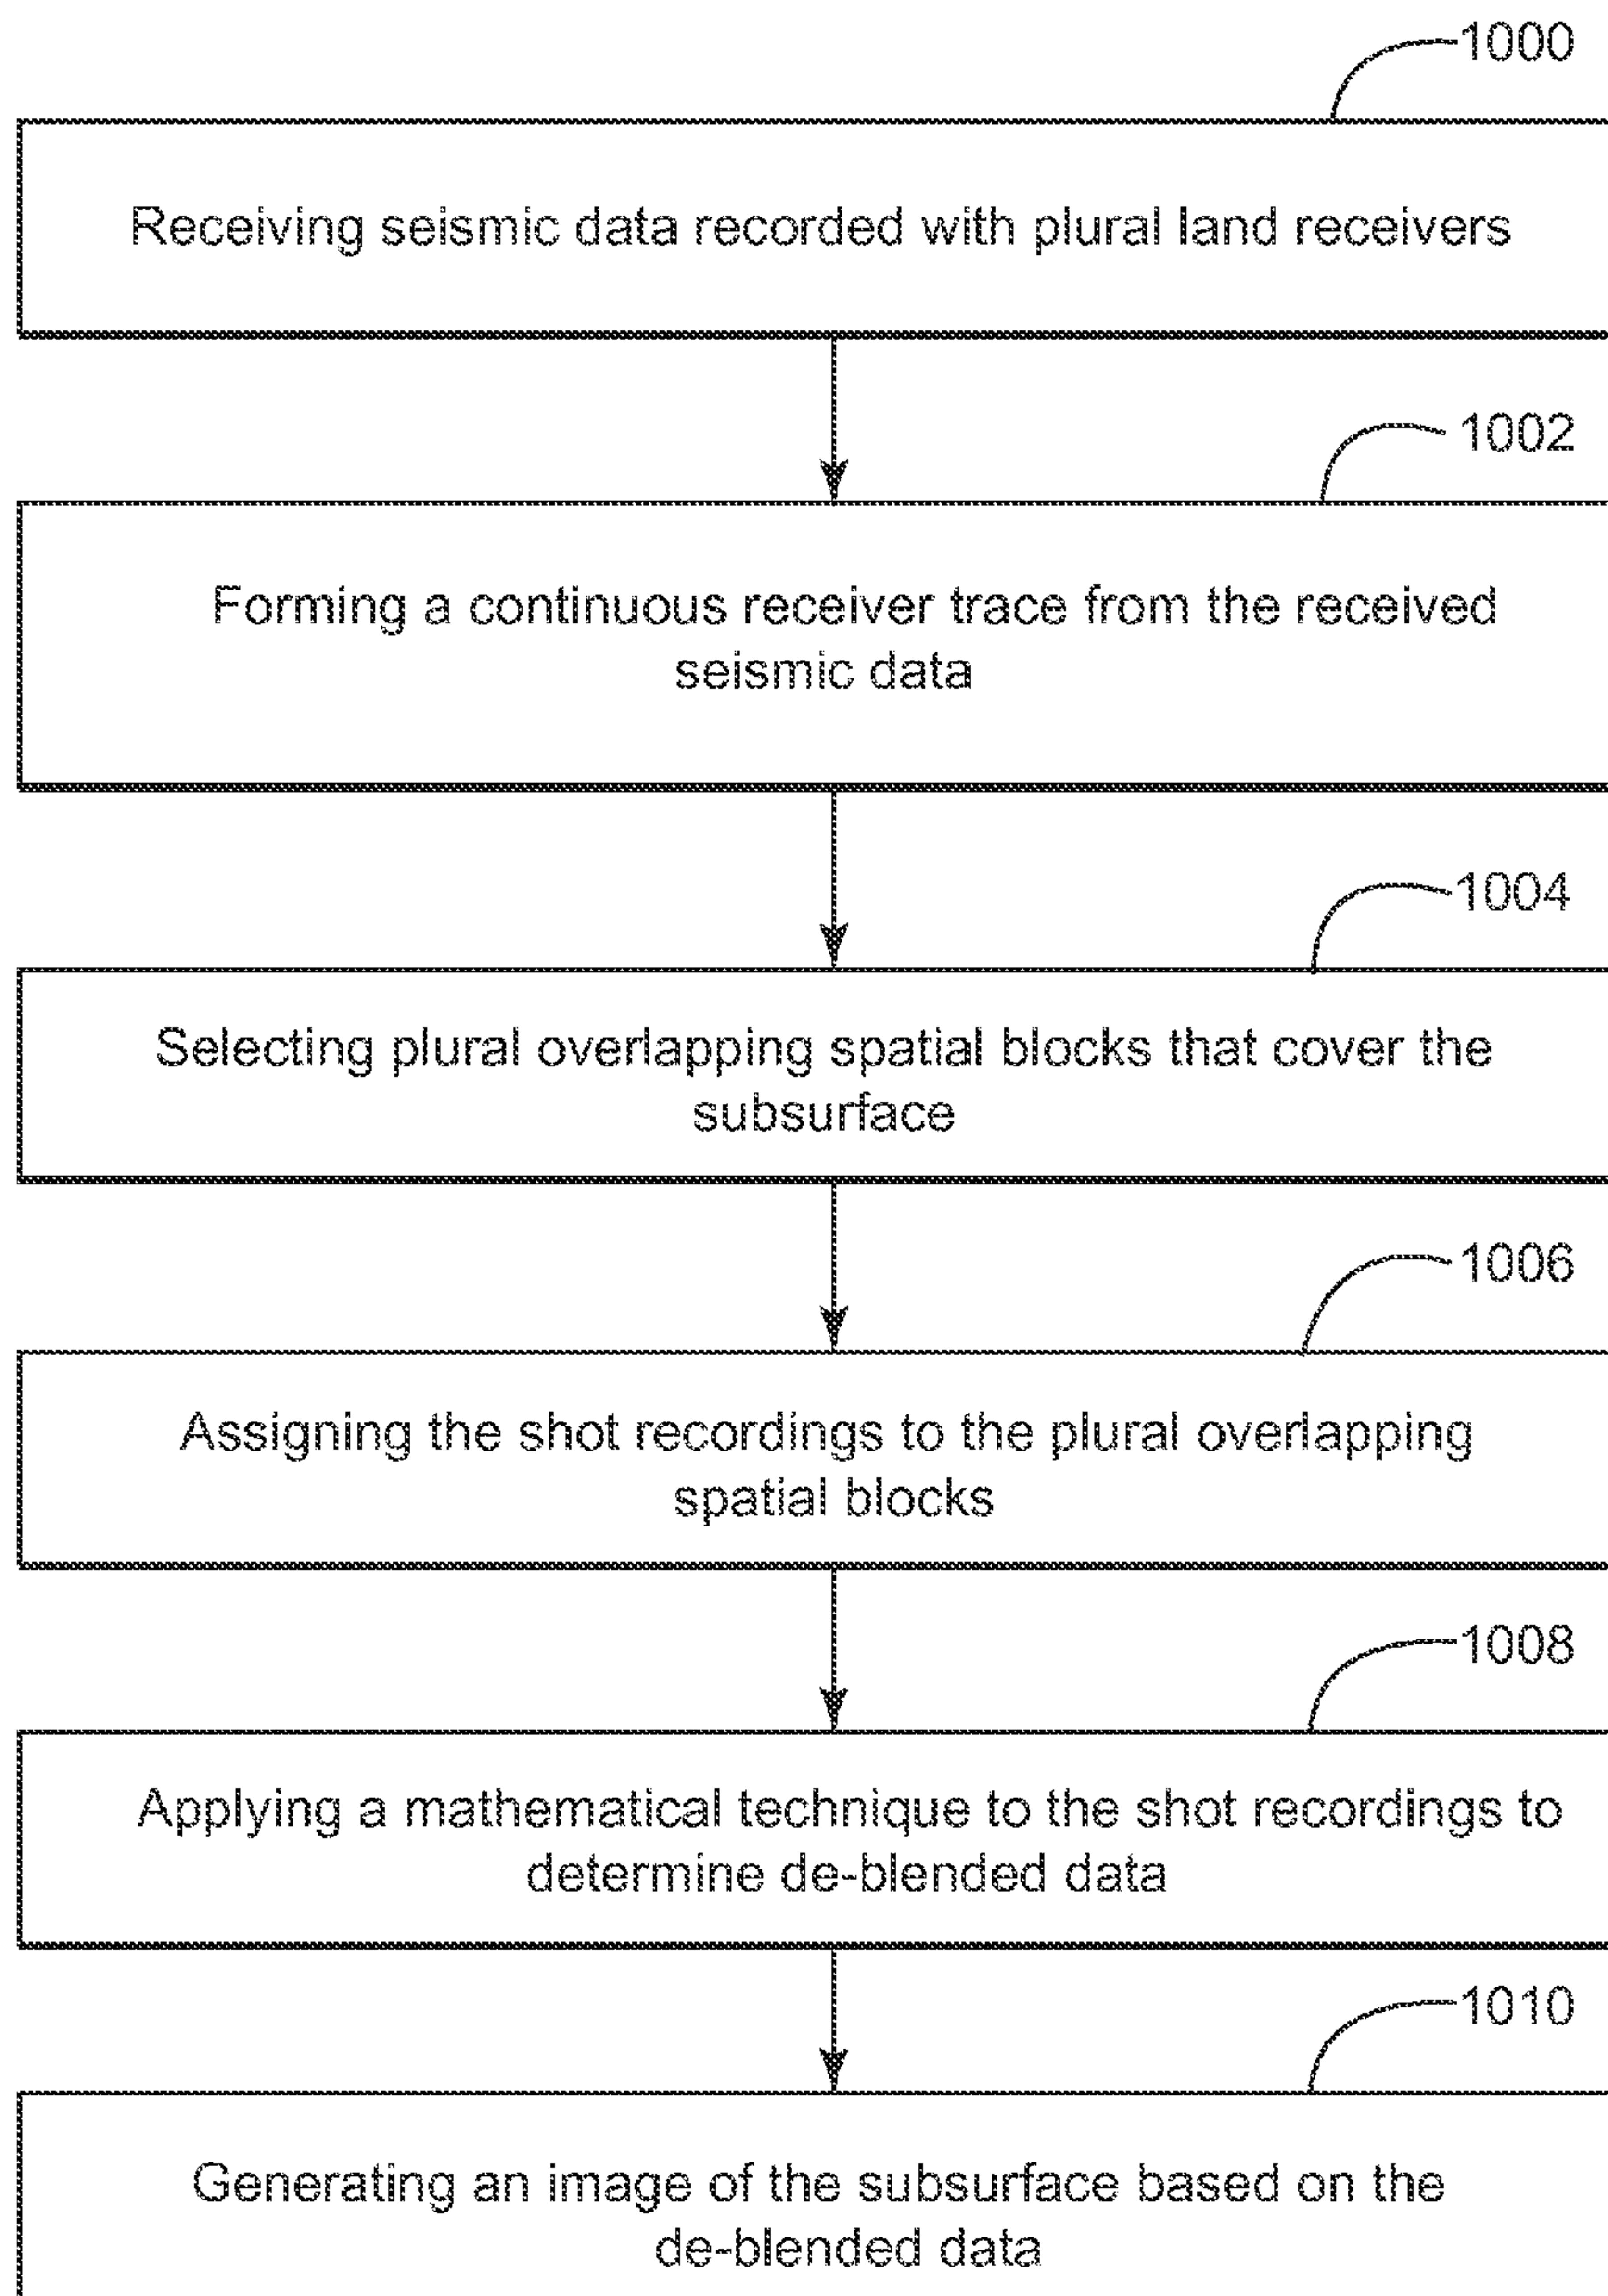 1000
Receiving seismic data recorded with plural land receivers
1002
Forming a continuous receiver trace from the received
seismic data
1004
Selecting plural overlapping spatial blocks that cover the
subsurface
1006
Assigning the shot recordings to the plural overlapping
spatial blocks
1008
Applying a mathematical technique to the shot recordings to
determine de-blended data
1010
Generating an image of the subsurface based on the
de-blended data